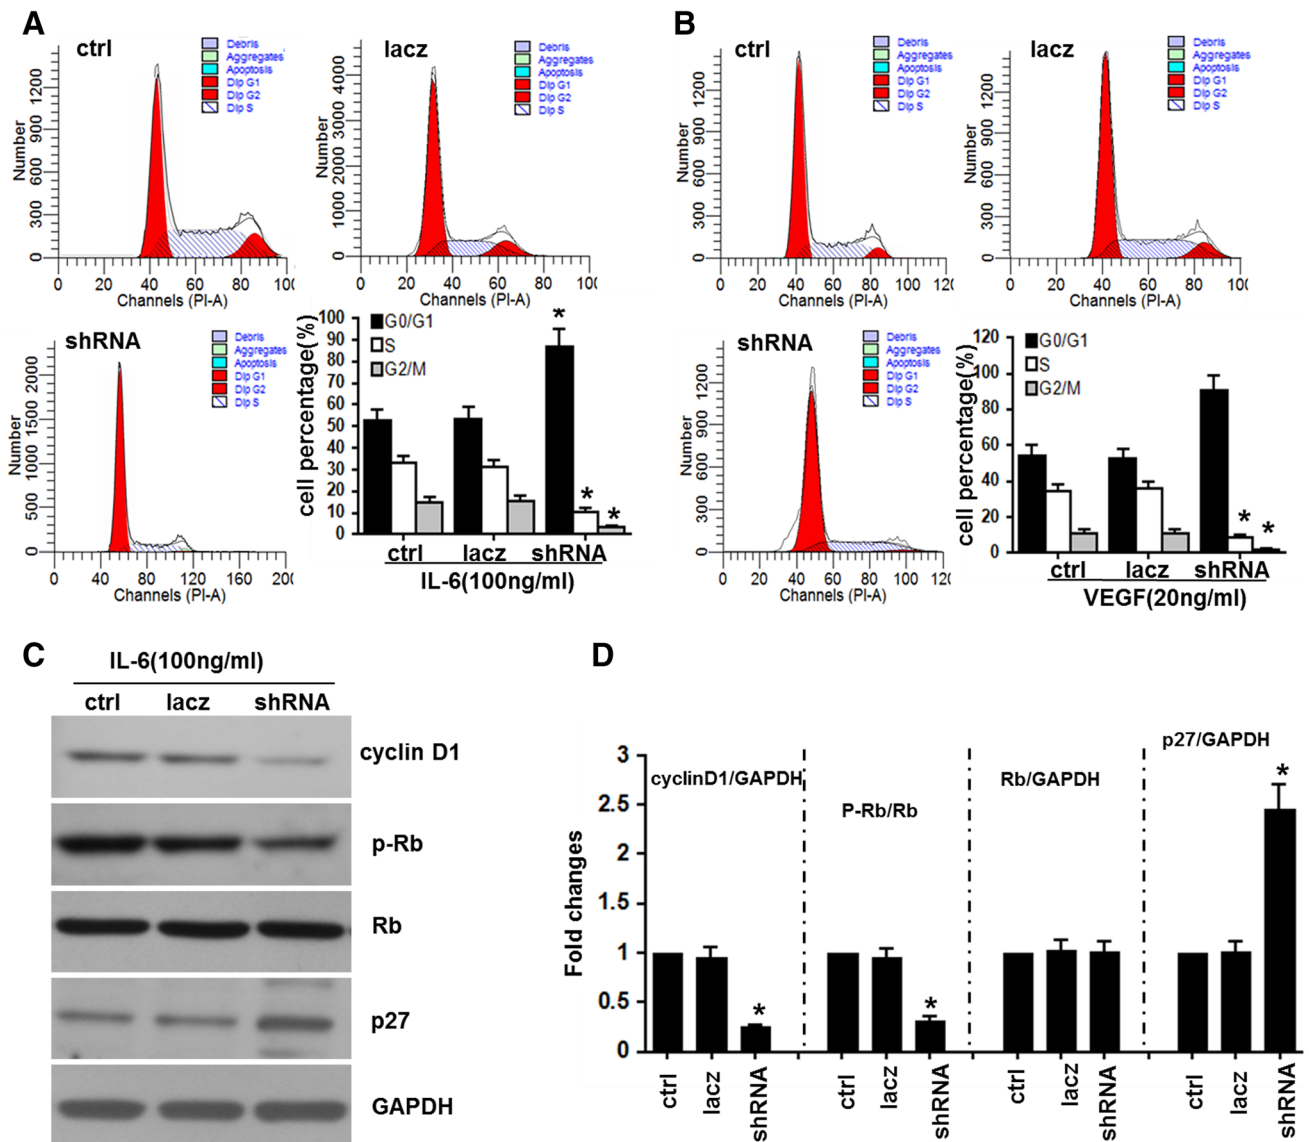 A
ctrl
Number
1200
900
600
300
0
0 20 40 60 80 100
Channels (PI-A)
Debris
Aggregates
Apoptosis
Dip G1
Dip G2
Dip S
lacz
Number
4000
3000
2000
1000
0
0 20 40 60 80 100
Channels (PI-A)
Debris
Aggregates
Apoptosis
Dip G1
Dip G2
Dip S
shRNA
Number
2000
1500
1000
500
0
0 40 80 120 160 200
Channels (PI-A)
Debris
Aggregates
Apoptosis
Dip G1
Dip G2
Dip S
cell percentage(%)
100
90
80
70
60
50
40
30
20
10
0
G0/G1
S
G2/M
*
*
*
ctrl lacz shRNA
IL-6(100ng/ml)
B
ctrl
Number
1200
900
600
300
0
0 20 40 60 80 100 120
Channels (PI-A)
Debris
Aggregates
Apoptosis
Dip G1
Dip G2
Dip S
lacz
Number
1200
900
600
300
0
0 20 40 60 80 100
Channels (PI-A)
Debris
Aggregates
Apoptosis
Dip G1
Dip G2
Dip S
shRNA
Number
1200
900
600
300
0
0 20 40 60 80 100 120
Channels (PI-A)
Debris
Aggregates
Apoptosis
Dip G1
Dip G2
Dip S
cell percentage(%)
120
100
80
60
40
20
0
G0/G1
S
G2/M
*
*
ctrl lacz shRNA
VEGF(20ng/ml)
C
IL-6(100ng/ml)
ctrl lacz shRNA
cyclin D1
p-Rb
Rb
p27
GAPDH
D
Fold changes
3
2.5
2
1.5
1
0.5
0
cyclinD1/GAPDH
P-Rb/Rb
Rb/GAPDH
p27/GAPDH
*
*
*
ctrl lacz shRNA ctrl lacz shRNA ctrl lacz shRNA ctrl lacz shRNA